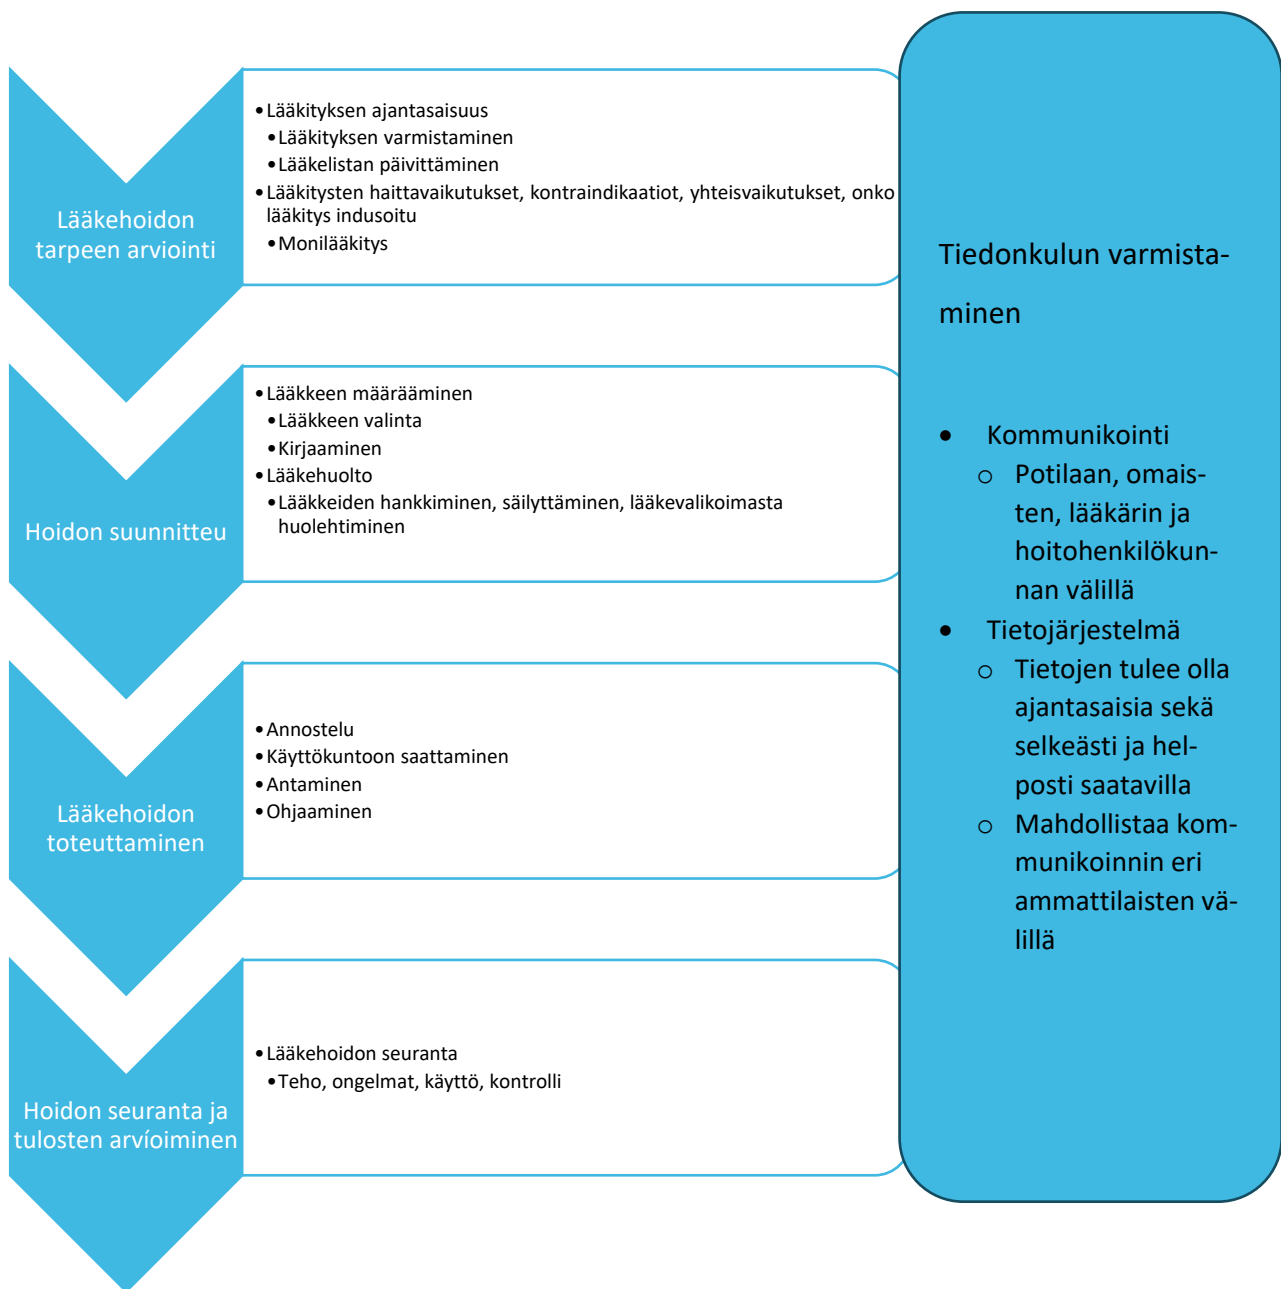 Lääkehoidon
tarpeen arviointi
•Lääkityksen ajantasaisuus
•Lääkityksen varmistaminen
•Lääkelistan päivittäminen
•Lääkitysten haittavaikutukset, kontraindikaatiot, yhteisvaikutukset, onko
lääkitys indusoitu
•Monilääkitys
Hoidon suunnitteu
•Lääkkeen määrääminen
•Lääkkeen valinta
•Kirjaaminen
•Lääkehuolto
•Lääkkeiden hankkiminen, säilyttäminen, lääkevalikoimasta
huolehtiminen
Lääkehoidon
toteuttaminen
•Annostelu
•Käyttökuntoon saattaminen
•Antaminen
•Ohjaaminen
Hoidon seuranta ja
tulosten arvíoiminen
•Lääkehoidon seuranta
•Teho, ongelmat, käyttö, kontrolli
Tiedonkulun varmista-
minen
• Kommunikointi
o Potilaan, omais-
ten, lääkärin ja
hoitohenkilökun-
nan välillä
• Tietojärjestelmä
o Tietojen tulee olla
ajantasaisia sekä
selkeästi ja hel-
posti saatavilla
o Mahdollistaa kom-
munikoinnin eri
ammattilaisten vä-
lillä